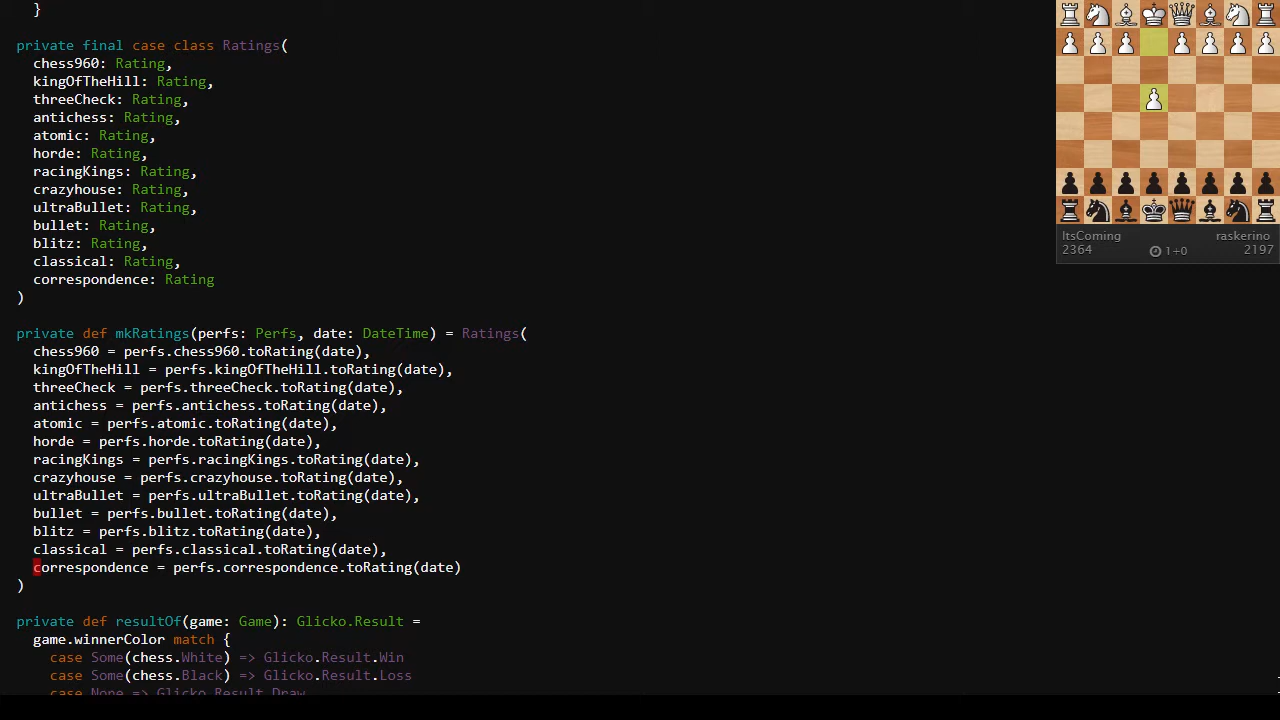 }
private final case class Ratings(
chess960: Rating,
kingOfTheHill: Rating,
threeCheck: Rating,
antichess: Rating,
atomic: Rating,
horde: Rating,
racingKings: Rating,
crazyhouse: Rating,
ultraBullet: Rating,
bullet: Rating,
blitz: Rating,
classical: Rating,
correspondence: Rating
)
private def mkRatings(perfs: Perfs, date: DateTime) = Ratings(
chess960 = perfs.chess960.toRating(date),
kingOfTheHill = perfs.kingOfTheHill.toRating(date),
threeCheck = perfs.threeCheck.toRating(date),
antichess = perfs.antichess.toRating(date),
atomic = perfs.atomic.toRating(date),
horde = perfs.horde.toRating(date),
racingKings = perfs.racingKings.toRating(date),
crazyhouse = perfs.crazyhouse.toRating(date),
ultraBullet = perfs.ultraBullet.toRating(date),
bullet = perfs.bullet.toRating(date),
blitz = perfs.blitz.toRating(date),
classical = perfs.classical.toRating(date),
correspondence = perfs.correspondence.toRating(date)
)
private def resultOf(game: Game): Glicko.Result =
game.winnerColor match {
case Some(chess.White) => Glicko.Result.Win
case Some(chess.Black) => Glicko.Result.Loss
case None => Glicko.Result.Draw
ItsComing raskerino
2364 1+0 2197